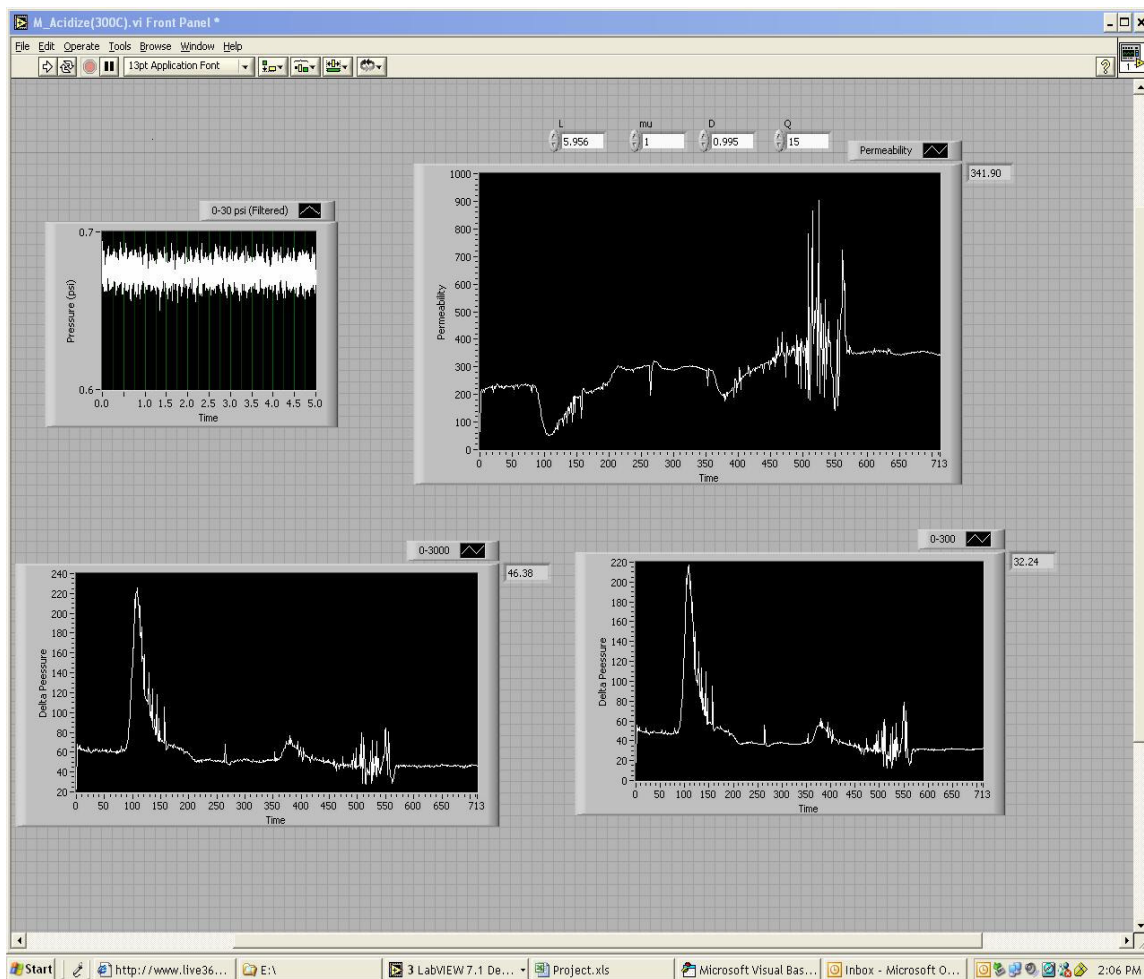 M_Acidize(300C).vi Front Panel *
File Edit Operate Tools Browse Window Help
13pt Application Font
?
1
L mu D Q
5.956 1 0.995 15
Permeability
341.90
1000
900
800
700
600
500
400
300
200
100
0
Permeability
0 50 100 150 200 250 300 350 400 450 500 550 600 650 713
Time
0-30 psi (Filtered)
0.7
0.6
Pressure (psi)
0.0 1.0 1.5 2.0 2.5 3.0 3.5 4.0 4.5 5.0
Time
0-3000
46.38
240
220
200
180
160
140
120
100
80
60
40
20
Delta Peessure
0 50 100 150 200 250 300 350 400 450 500 550 600 650 713
Time
0-300
32.24
220
200
180
160
140
120
100
80
60
40
20
0
Delta Peessure
0 50 100 150 200 250 300 350 400 450 500 550 600 650 713
Time
Start http://www.live36... E:\ 3 LabVIEW 7.1 De... Project.xls Microsoft Visual Bas... Inbox - Microsoft O... 2:06 PM